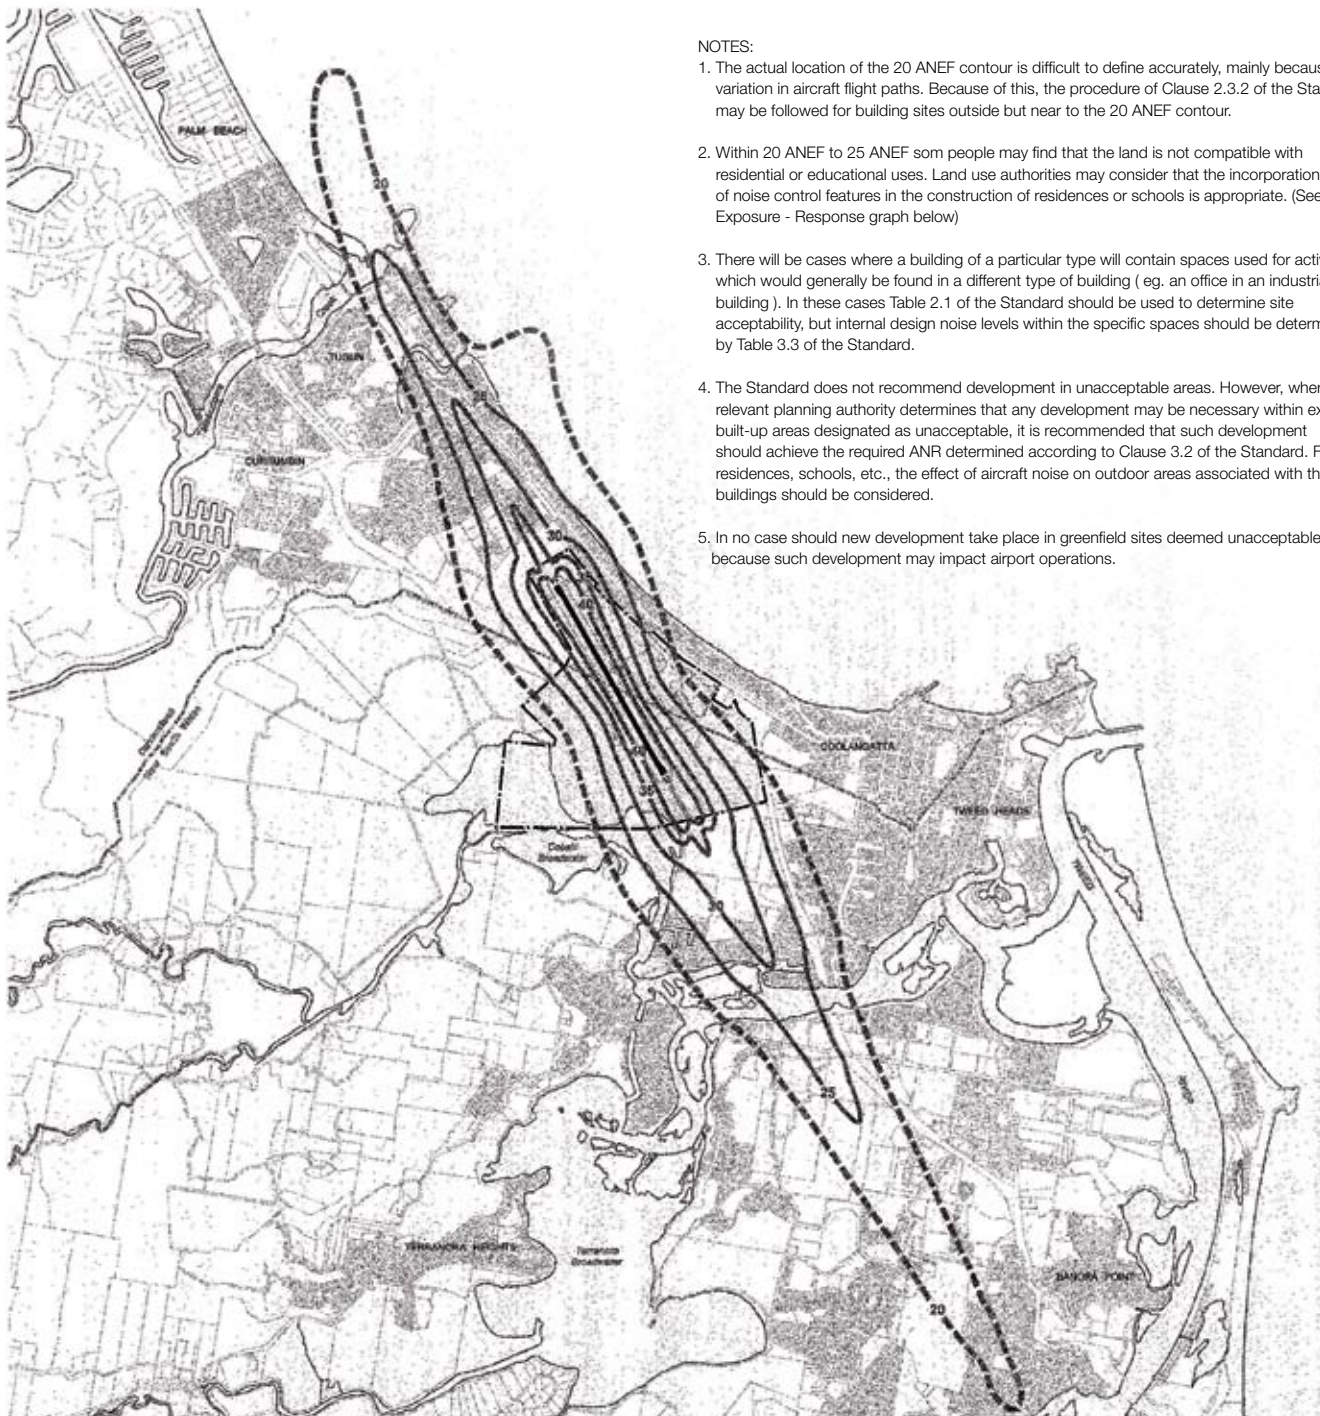 NOTES:
1. The actual location of the 20 ANEF contour is difficult to define accurately, mainly
variation in aircraft flight paths. Because of this, the procedure of Clause 2.3.2 of the
may be followed for building sites outside but near to the 20 ANEF contour.
2. Within 20 ANEF to 25 ANEF som people may find that the land is not compatible with
residential or educational uses. Land use authorities may consider that the incorporation
of noise control features in the construction of residences or schools is appropriate. (See
Exposure - Response graph below)
3. There will be cases where a building of a particular type will contain spaces used for
which would generally be found in a different type of building ( eg. an office in an
building ). In these cases Table 2.1 of the Standard should be used to determine site
acceptability, but internal design noise levels within the specific spaces should be
by Table 3.3 of the Standard.
4. The Standard does not recommend development in unacceptable areas. However,
relevant planning authority determines that any development may be necessary within
built-up areas designated as unacceptable, it is recommended that such development
should achieve the required ANR determined according to Clause 3.2 of the Standard.
residences, schools, etc., the effect of aircraft noise on outdoor areas associated with
buildings should be considered.
5. In no case should new development take place in greenfield sites deemed unacceptable
because such development may impact airport operations.
PALM BEACH
20
TUGUN
25
CURRUMBIN
30
40
COOLANGATTA
35
TWEED HEADS
Cobaki
Broadwater
TWEED
30
25
RIVER
TERRANORA HEIGHTS
Terranora
Broadwater
BANORA POINT
20